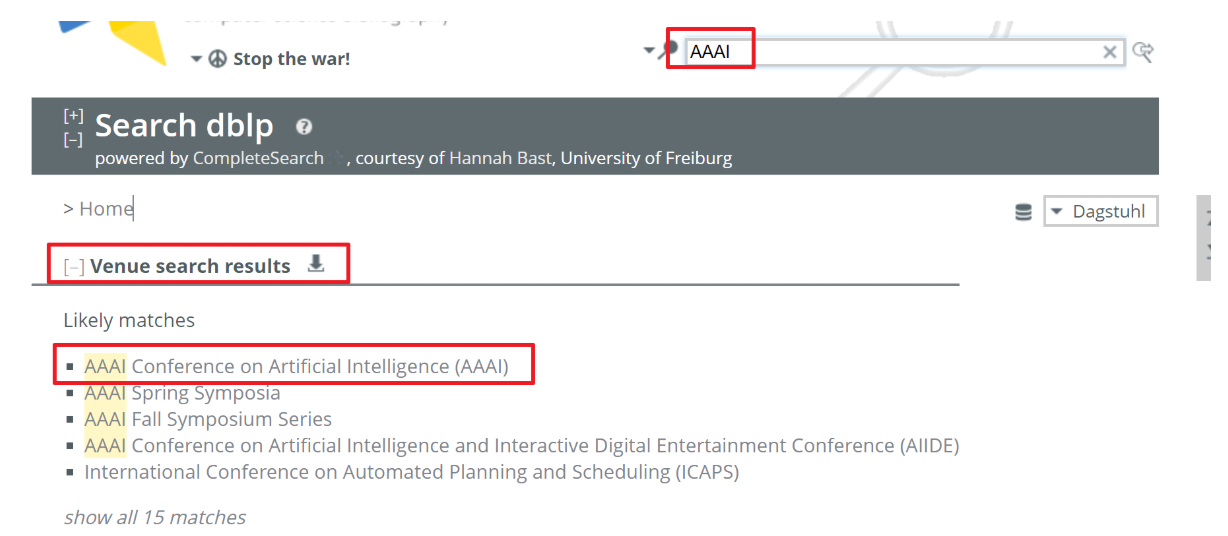 Stop the war!
AAAI
[+]
[−]
Search dblp
powered by CompleteSearch, courtesy of Hannah Bast, University of Freiburg
> Home
Dagstuhl
[−] Venue search results
Likely matches
AAAI Conference on Artificial Intelligence (AAAI)
AAAI Spring Symposia
AAAI Fall Symposium Series
AAAI Conference on Artificial Intelligence and Interactive Digital Entertainment Conference (AIIDE)
International Conference on Automated Planning and Scheduling (ICAPS)
show all 15 matches